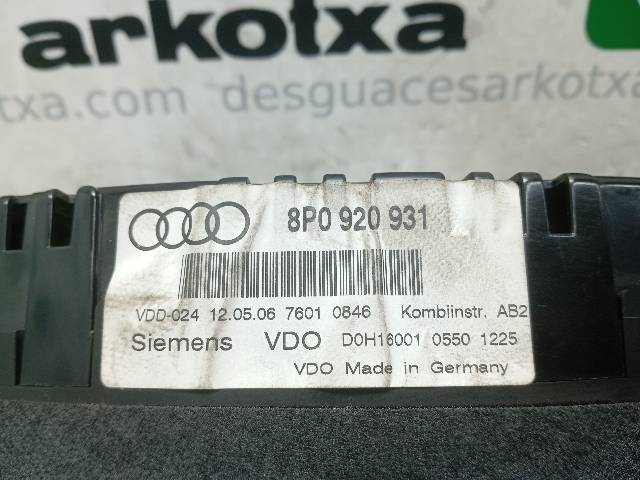 arkotxa
txa.com desguacesarkotxa
8P0 920 931
VDD-024 12.05.06 7601 0846 Kombiinstr. AB2
Siemens VDO D0H16001 0550 1225
VDO Made in Germany